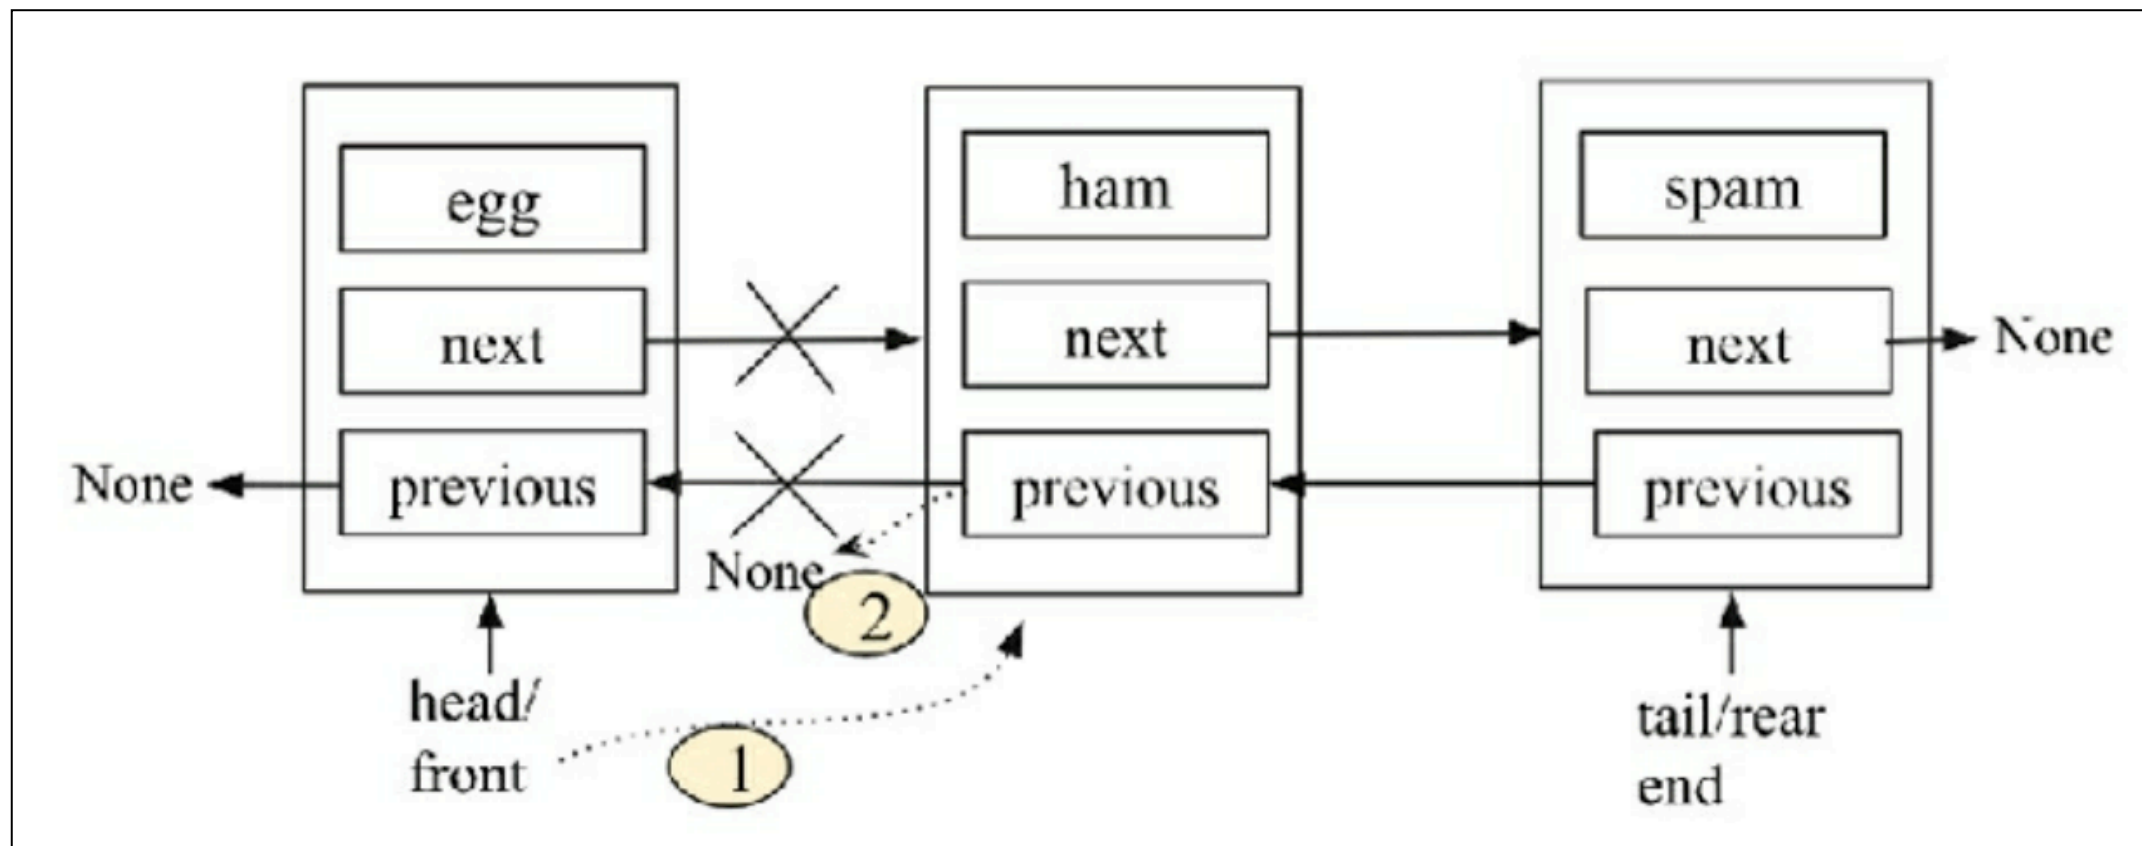 egg
next
previous
None
head/
front
1
None
2
ham
next
previous
spam
next
None
previous
tail/rear
end